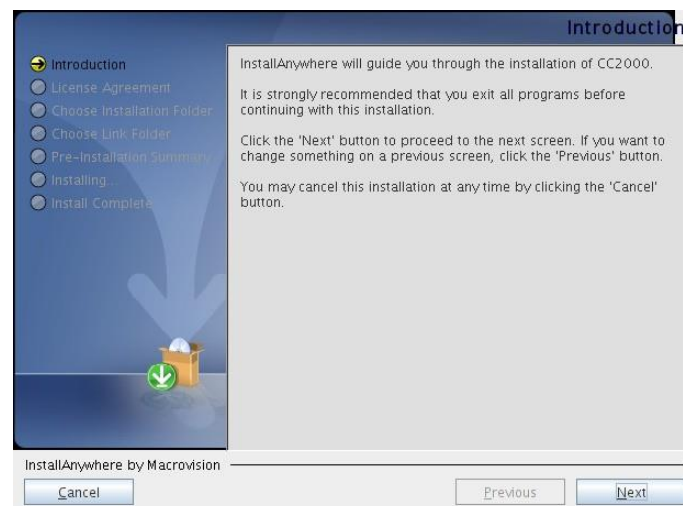 Introduction
Introduction
License Agreement
Choose Installation Folder
Choose Link Folder
Pre-Installation Summary
Installing...
Install Complete
InstallAnywhere will guide you through the installation of CC2000.
It is strongly recommended that you exit all programs before
continuing with this installation.
Click the 'Next' button to proceed to the next screen. If you want to
change something on a previous screen, click the 'Previous' button.
You may cancel this installation at any time by clicking the 'Cancel'
button.
InstallAnywhere by Macrovision
Cancel
Previous
Next